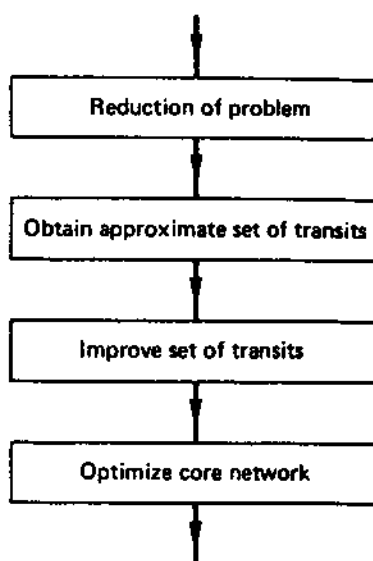 Reduction of problem
Obtain approximate set of transits
Improve set of transits
Optimize core network